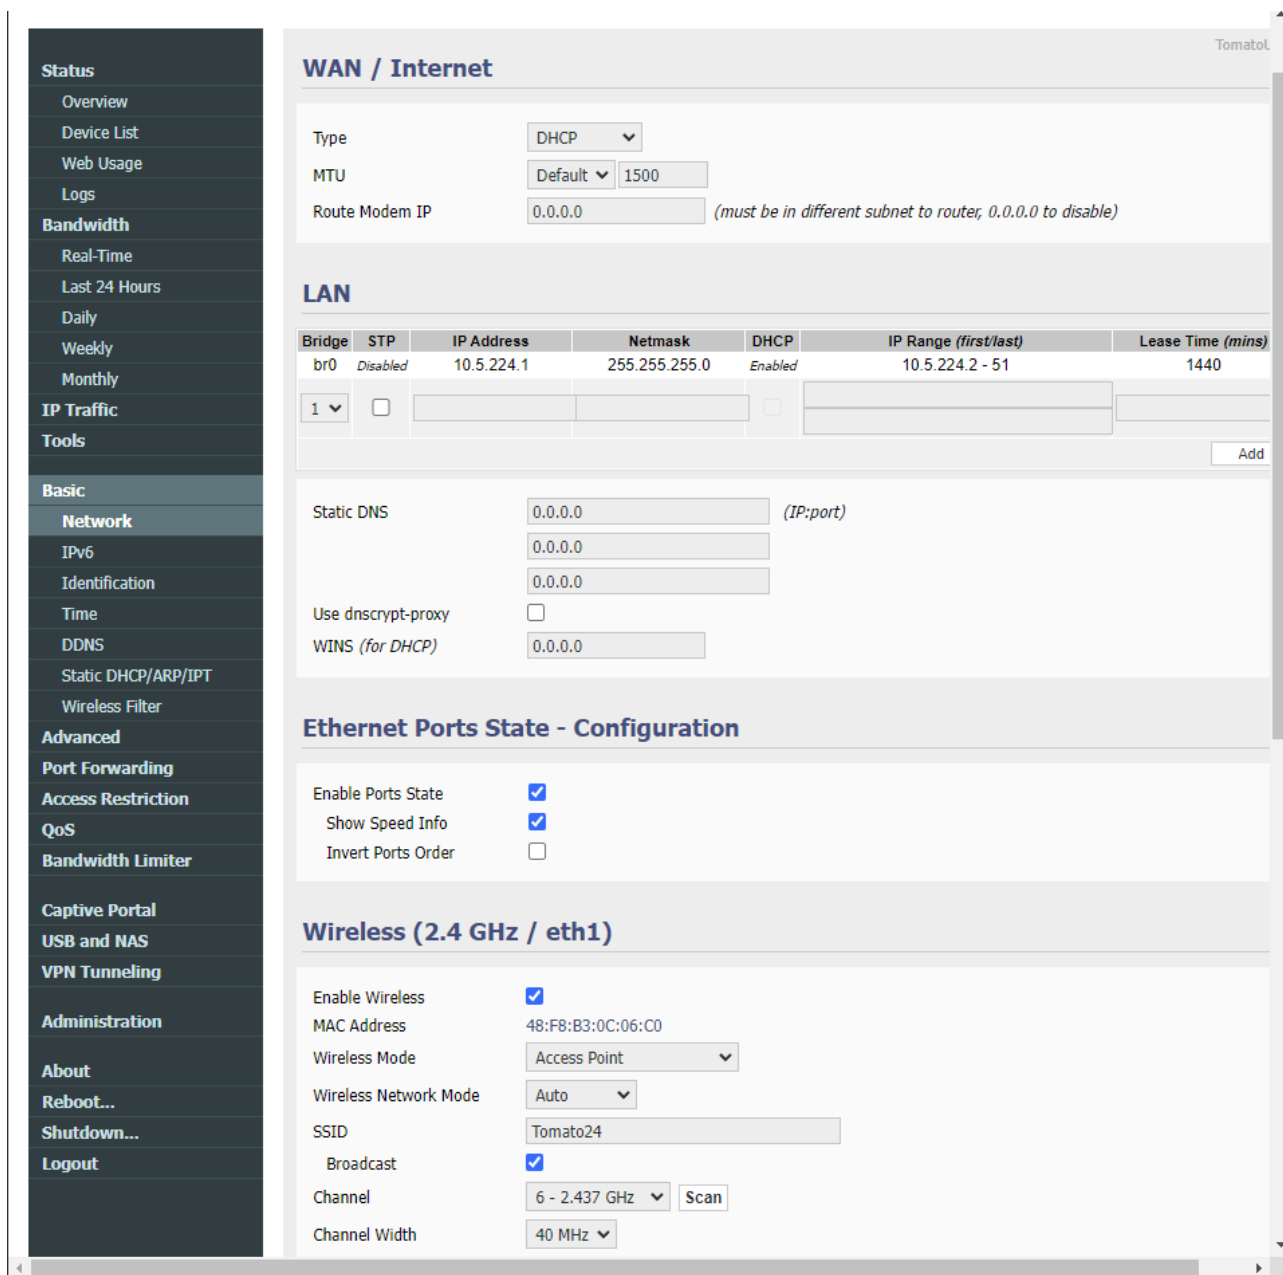 TomatoU
Status
Overview
Device List
Web Usage
Logs
Bandwidth
Real-Time
Last 24 Hours
Daily
Weekly
Monthly
IP Traffic
Tools
Basic
Network
IPv6
Identification
Time
DDNS
Static DHCP/ARP/IPT
Wireless Filter
Advanced
Port Forwarding
Access Restriction
QoS
Bandwidth Limiter
Captive Portal
USB and NAS
VPN Tunneling
Administration
About
Reboot...
Shutdown...
Logout
WAN / Internet
Type DHCP
MTU Default 1500
Route Modem IP 0.0.0.0 (must be in different subnet to router, 0.0.0.0 to disable)
LAN
Bridge STP IP Address Netmask DHCP IP Range (first/last) Lease Time (mins)
br0 Disabled 10.5.224.1 255.255.255.0 Enabled 10.5.224.2 - 51 1440
1
Add
Static DNS 0.0.0.0 (IP:port)
0.0.0.0
0.0.0.0
Use dnscrypt-proxy
WINS (for DHCP) 0.0.0.0
Ethernet Ports State - Configuration
Enable Ports State
Show Speed Info
Invert Ports Order
Wireless (2.4 GHz / eth1)
Enable Wireless
MAC Address 48:F8:B3:0C:06:C0
Wireless Mode Access Point
Wireless Network Mode Auto
SSID Tomato24
Broadcast
Channel 6 - 2.437 GHz Scan
Channel Width 40 MHz